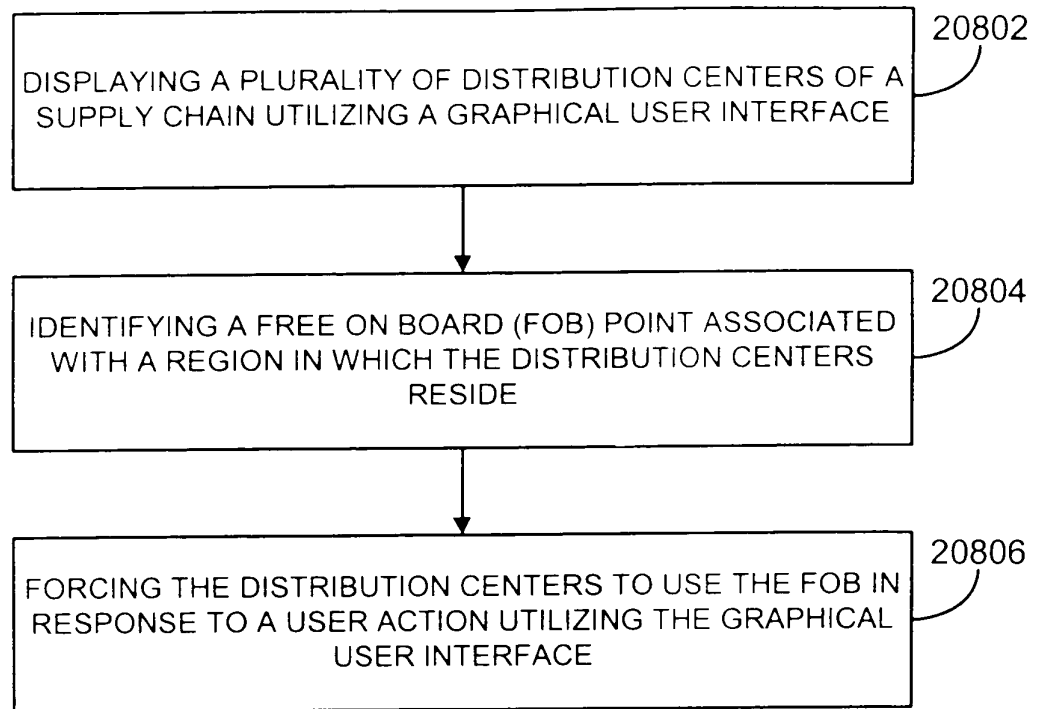 20802
DISPLAYING A PLURALITY OF DISTRIBUTION CENTERS OF A
SUPPLY CHAIN UTILIZING A GRAPHICAL USER INTERFACE
20804
IDENTIFYING A FREE ON BOARD (FOB) POINT ASSOCIATED
WITH A REGION IN WHICH THE DISTRIBUTION CENTERS
RESIDE
20806
FORCING THE DISTRIBUTION CENTERS TO USE THE FOB IN
RESPONSE TO A USER ACTION UTILIZING THE GRAPHICAL
USER INTERFACE